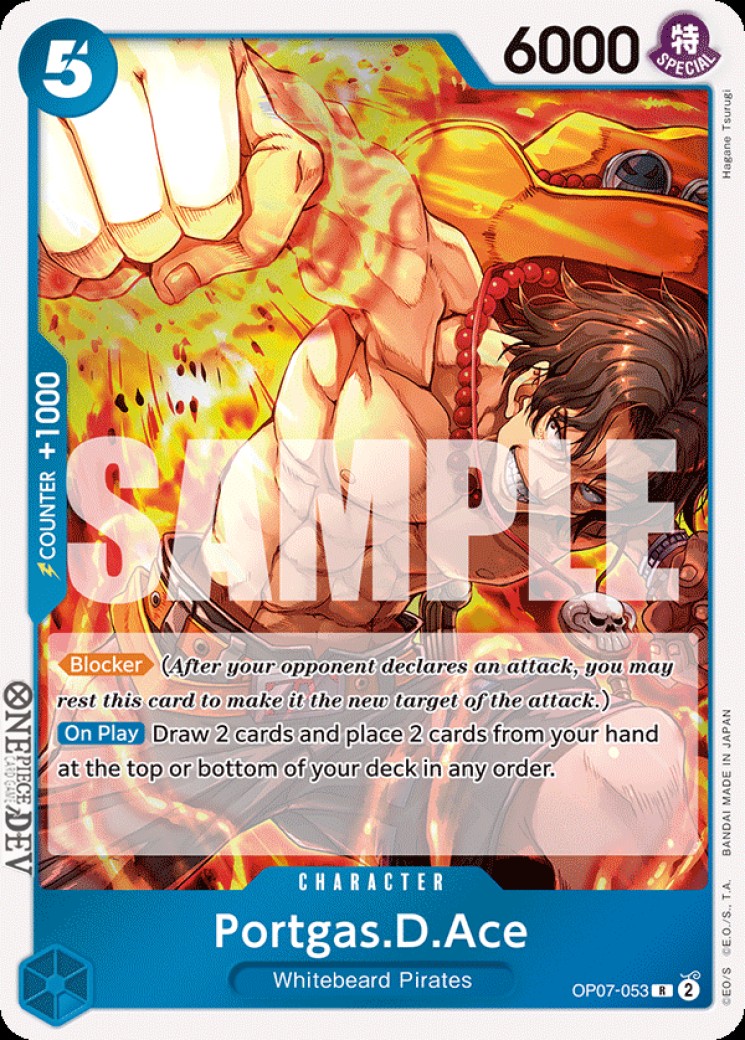 5
6000
特
SPECIAL
Hagane Tsurugi
COUNTER +1000
SAMPLE
Blocker (After your opponent declares an attack, you may
rest this card to make it the new target of the attack.)
On Play Draw 2 cards and place 2 cards from your hand
at the top or bottom of your deck in any order.
ONE PIECE
CARD GAME
DEV
BANDAI MADE IN JAPAN
©EO/S ©E.O./S., T.A.
CHARACTER
Portgas.D.Ace
Whitebeard Pirates
OP07-053 R 2